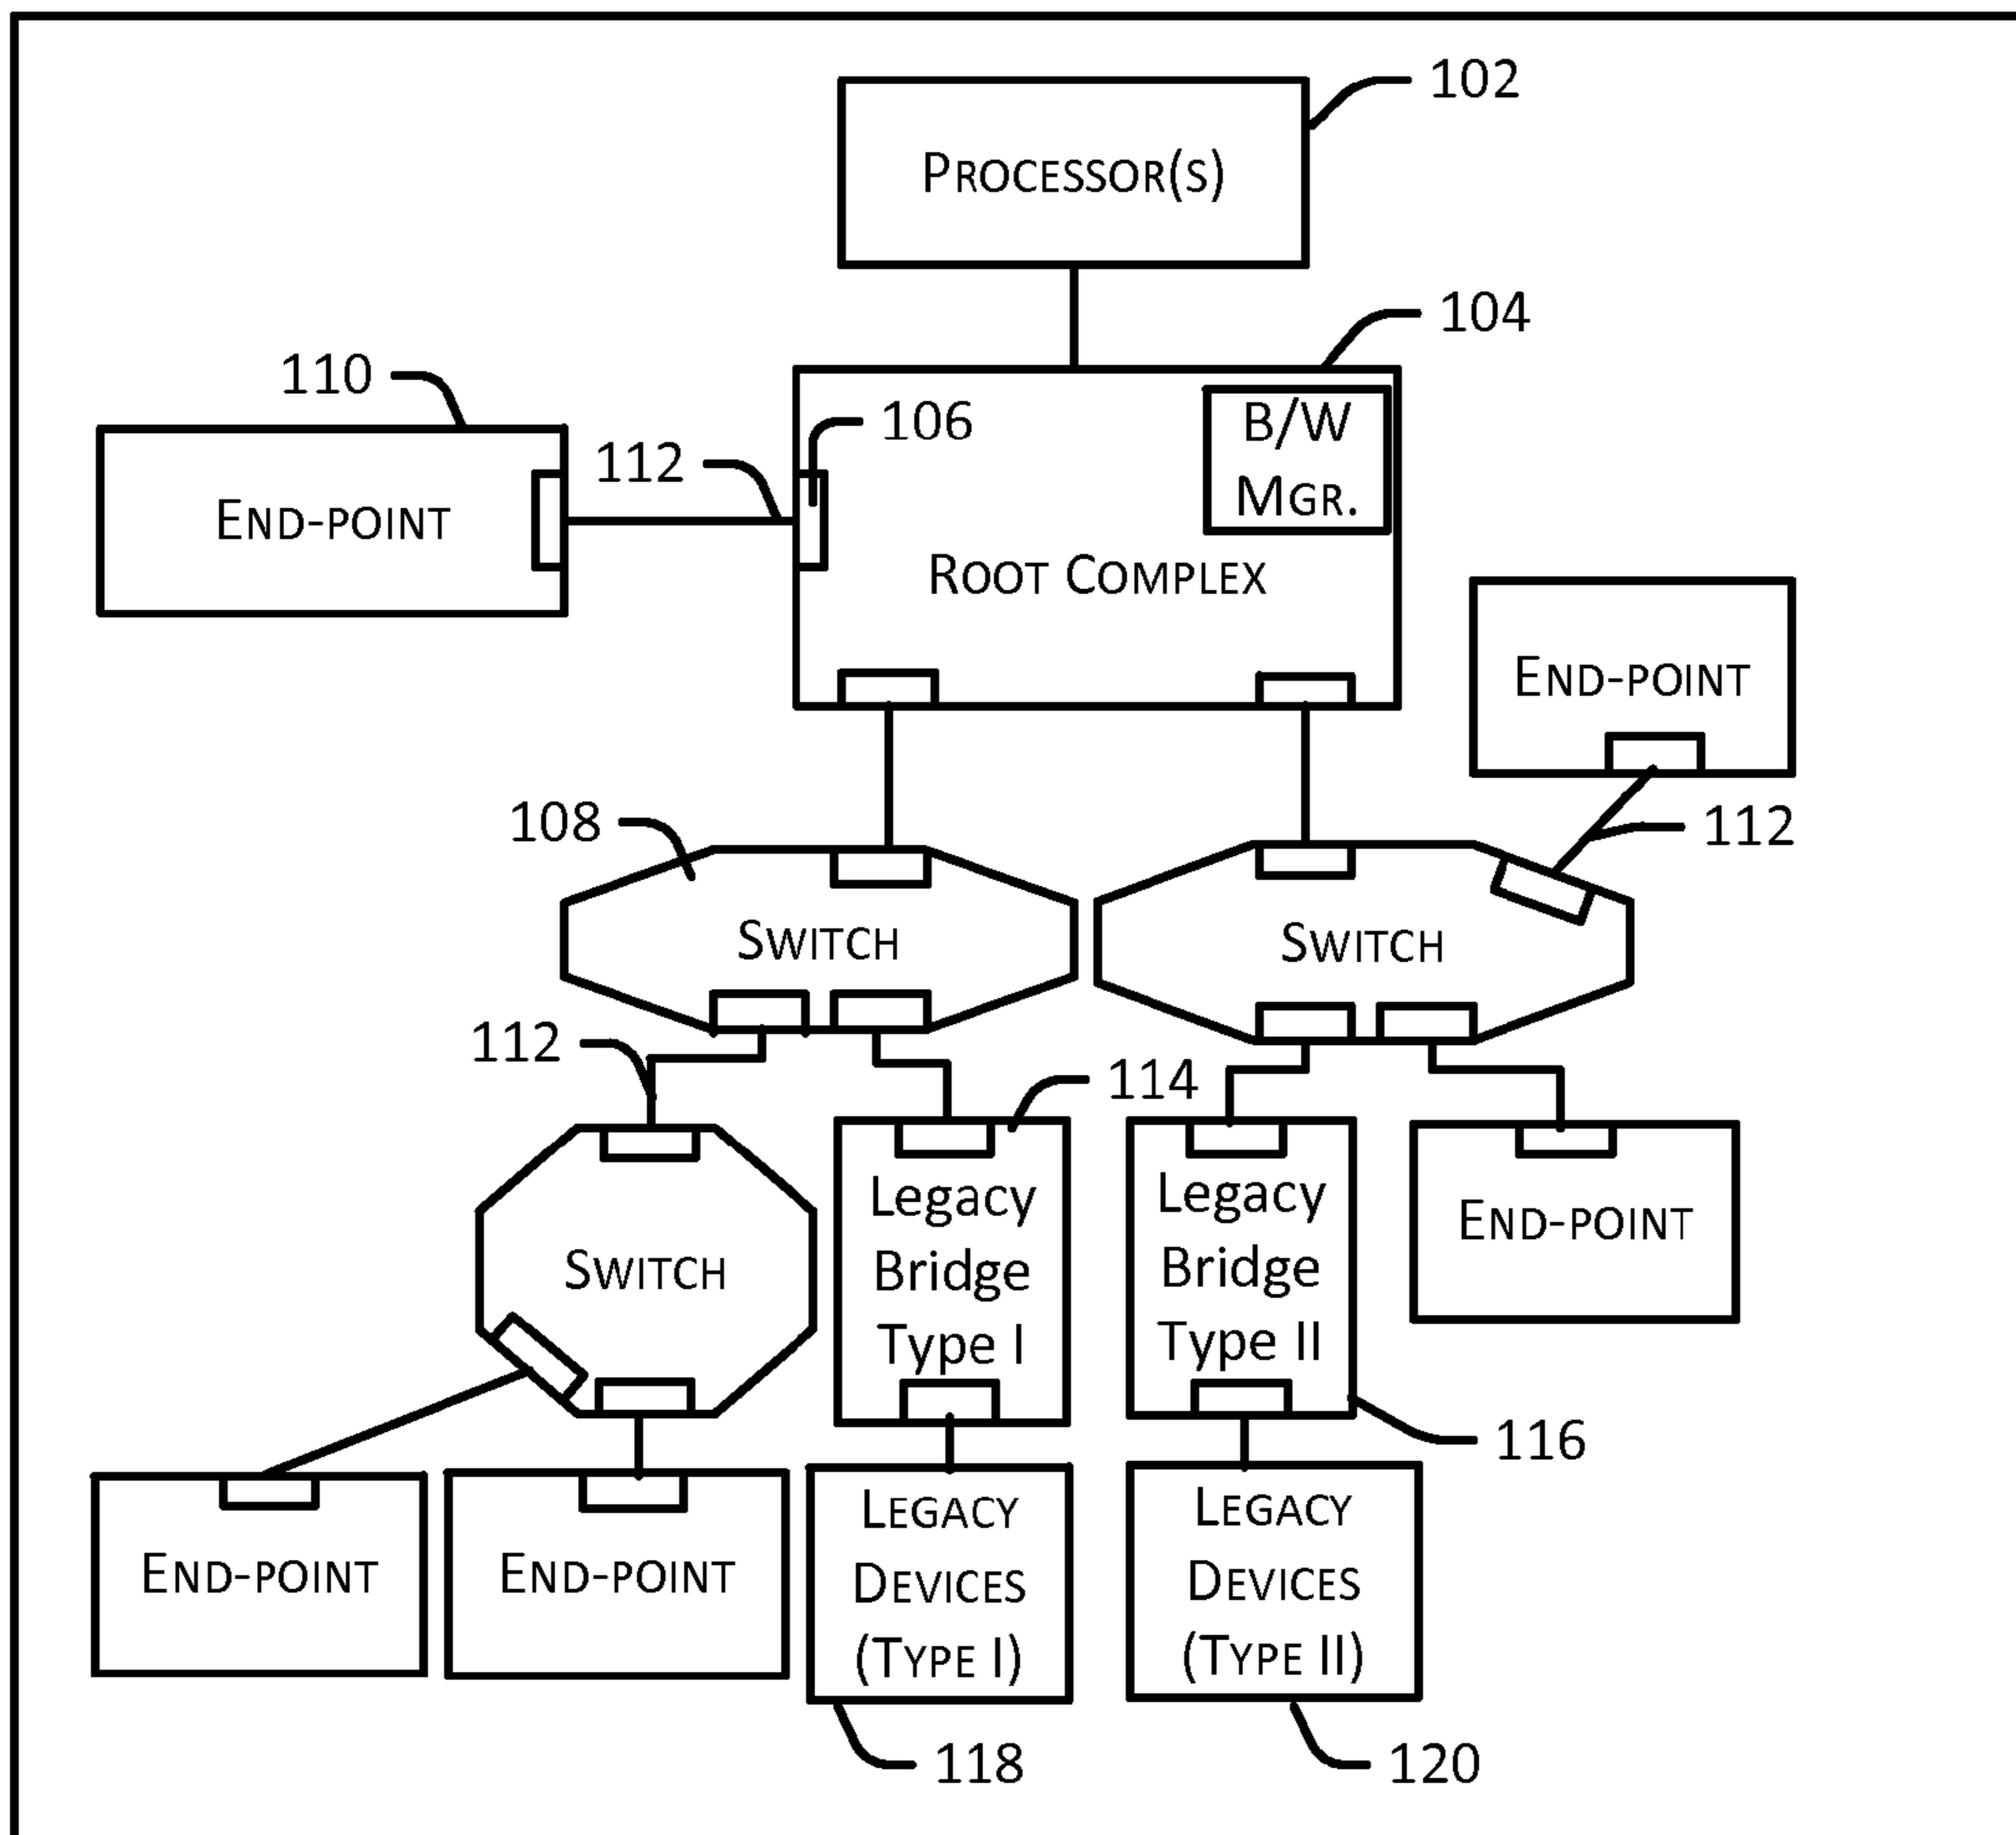 102
PROCESSOR(S)
104
110
106
B/W
MGR.
112
END-POINT
ROOT COMPLEX
END-POINT
108
112
SWITCH
SWITCH
112
114
Legacy
Bridge
Type I
Legacy
Bridge
Type II
END-POINT
SWITCH
116
END-POINT
END-POINT
LEGACY
DEVICES
(TYPE I)
LEGACY
DEVICES
(TYPE II)
118
120